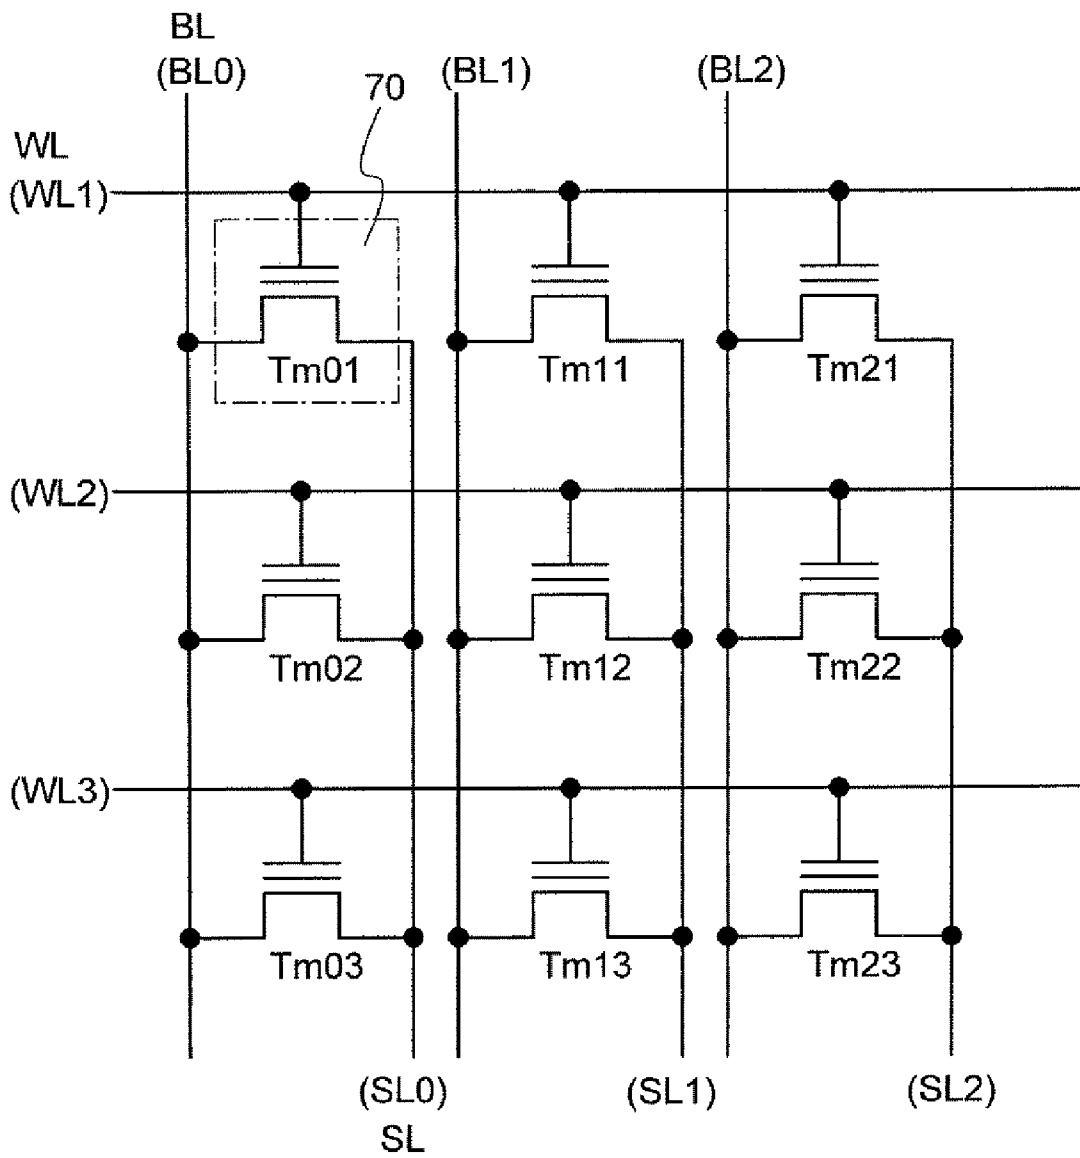 BL
(BL0) (BL1) (BL2)
70
WL
(WL1)
Tm01 Tm11 Tm21
(WL2)
Tm02 Tm12 Tm22
(WL3)
Tm03 Tm13 Tm23
(SL0) (SL1) (SL2)
SL